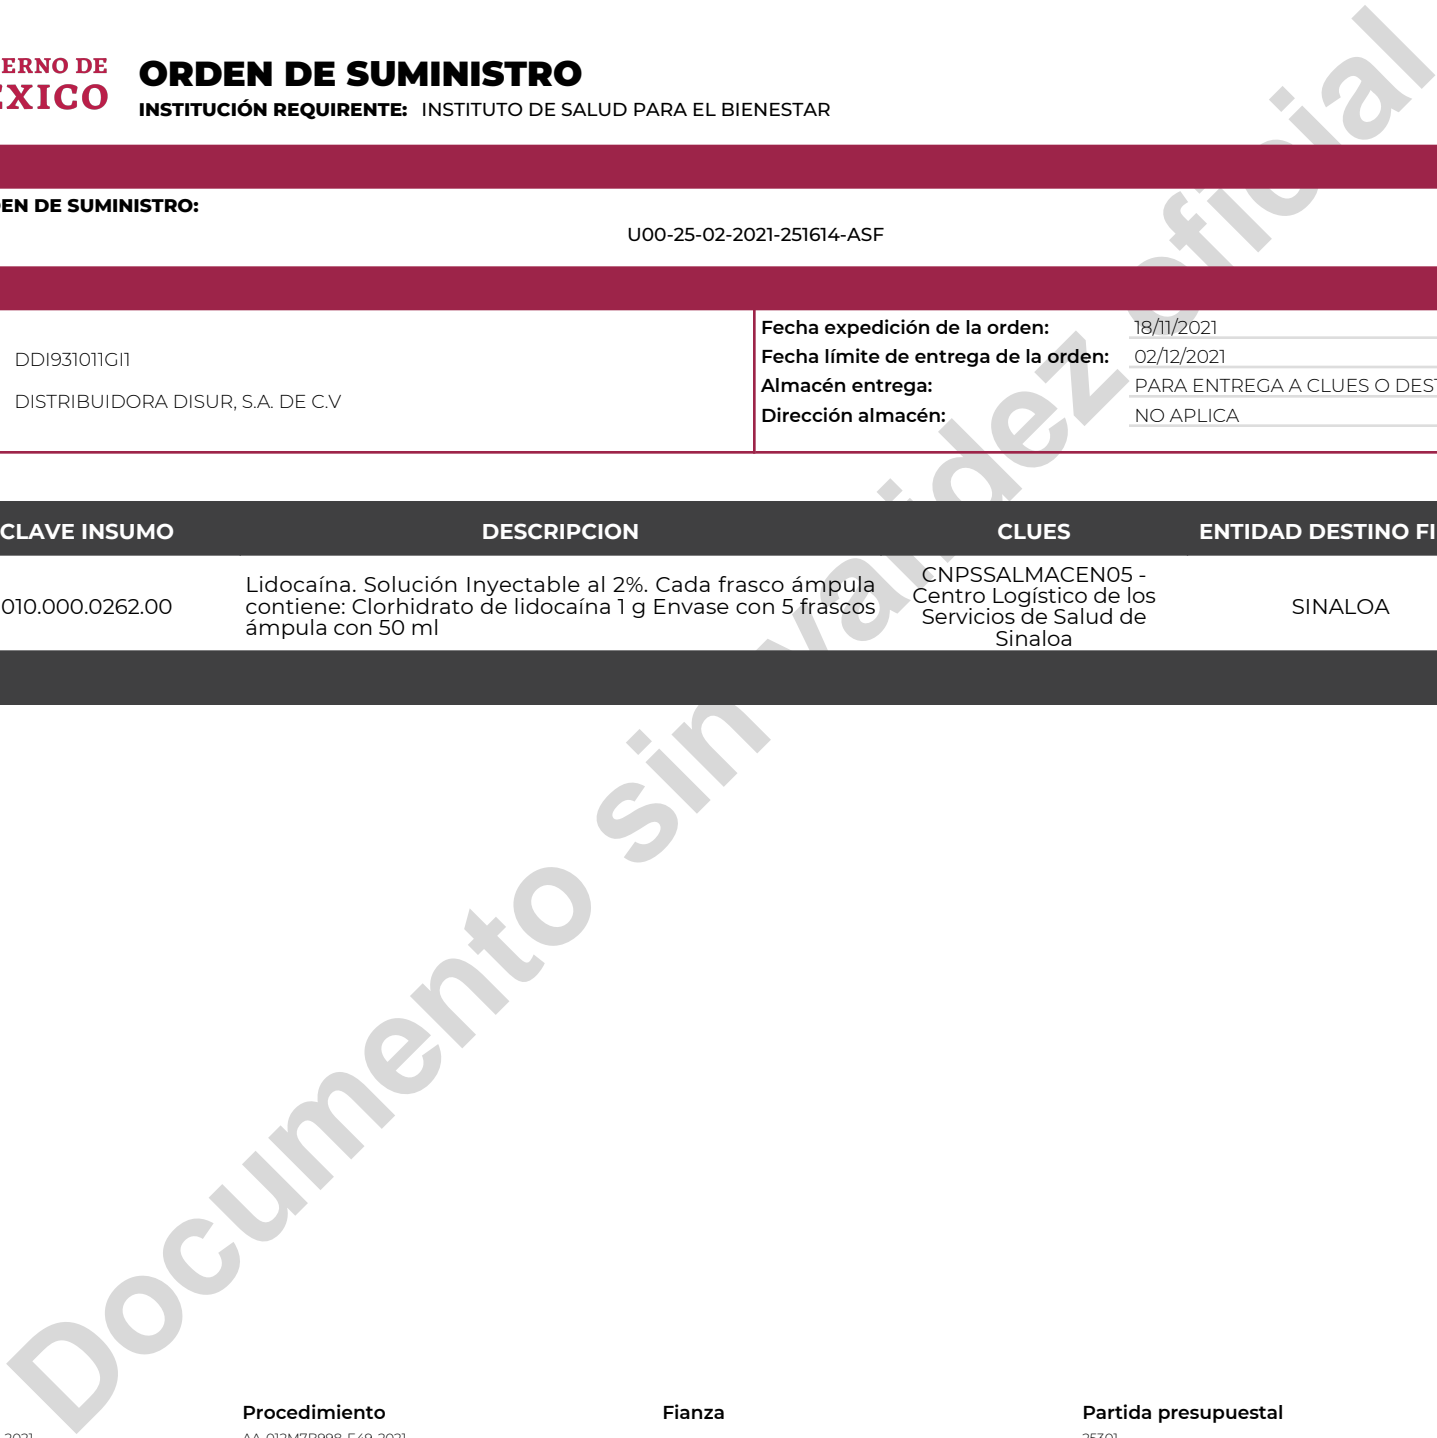 ERNO DE
EXICO
ORDEN DE SUMINISTRO
INSTITUCIÓN REQUIRENTE: INSTITUTO DE SALUD PARA EL BIENESTAR
EN DE SUMINISTRO:
U00-25-02-2021-251614-ASF
DDI931011GI1
DISTRIBUIDORA DISUR, S.A. DE C.V
Fecha expedición de la orden: 18/11/2021
Fecha límite de entrega de la orden: 02/12/2021
Almacén entrega: PARA ENTREGA A CLUES O DEST
Dirección almacén: NO APLICA
CLAVE INSUMO DESCRIPCION CLUES ENTIDAD DESTINO FI
010.000.0262.00
Lidocaína. Solución Inyectable al 2%. Cada frasco ámpula
contiene: Clorhidrato de lidocaína 1 g Envase con 5 frascos
ámpula con 50 ml
CNPSSALMACEN05 -
Centro Logístico de los
Servicios de Salud de
Sinaloa
SINALOA
Documento sin validez oficial
Procedimiento Fianza Partida presupuestal